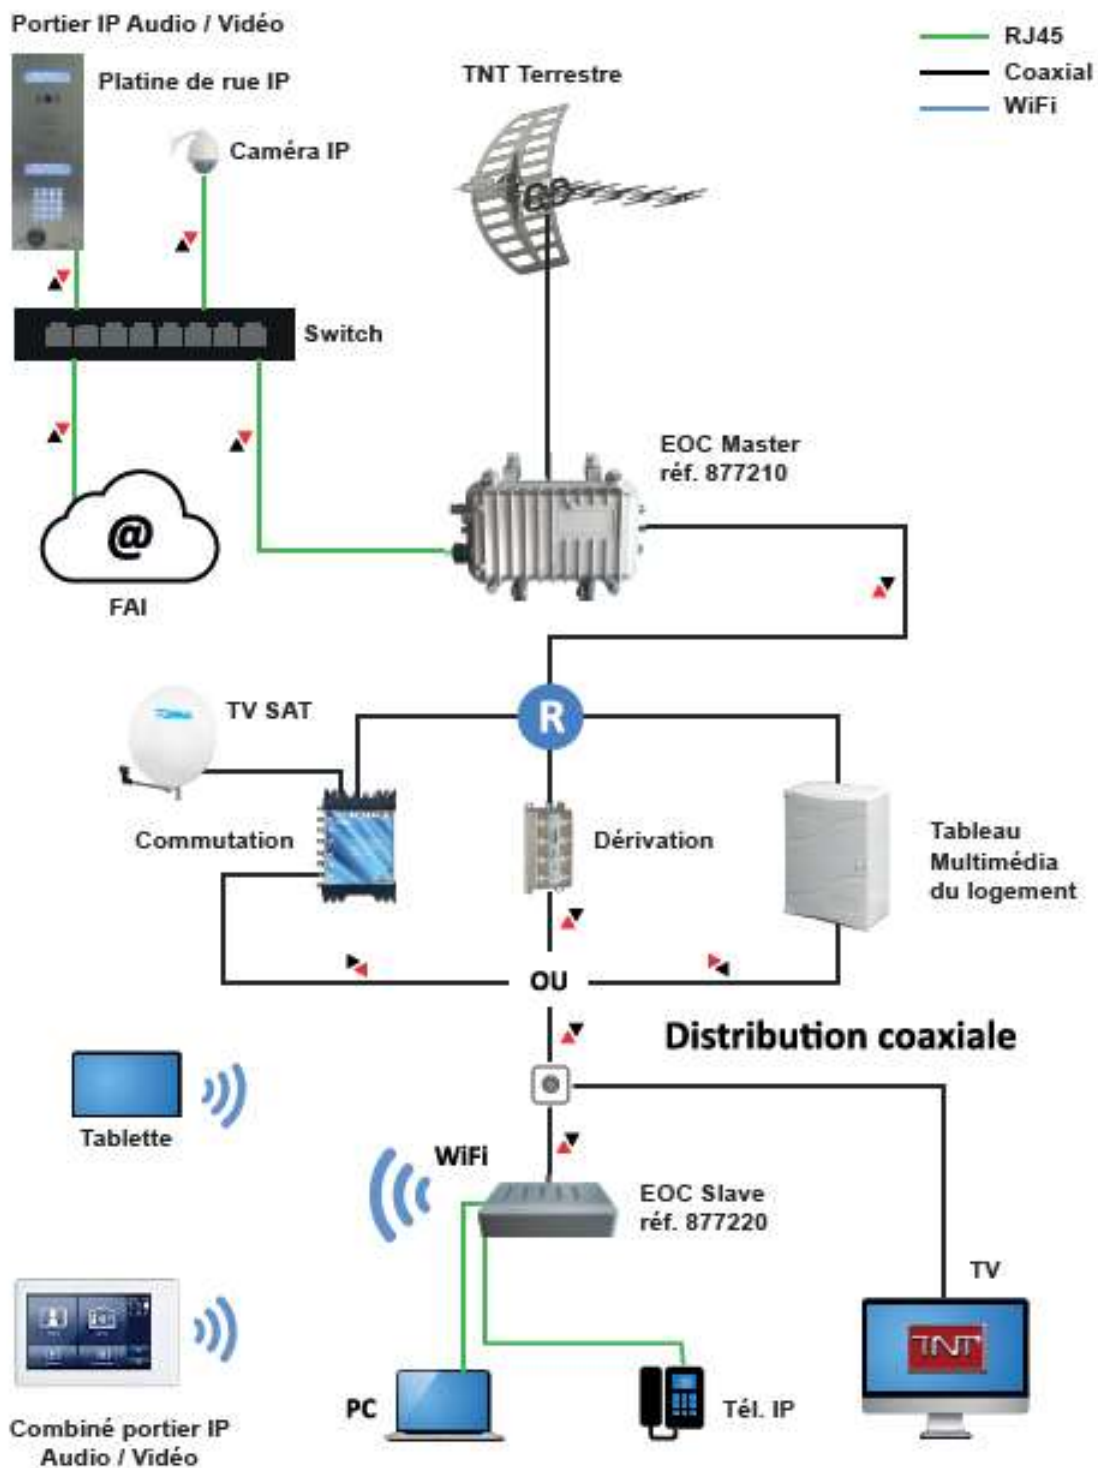 Portier IP Audio / Vidéo
Platine de rue IP
Caméra IP
TNT Terrestre
RJ45
Coaxial
WiFi
Switch
EOC Master
réf. 877210
@
FAI
R
TV SAT
Commutation
Dérivation
Tableau
Multimédia
du logement
OU
Distribution coaxiale
Tablette
WiFi
EOC Slave
réf. 877220
TV
TNT
PC
Tél. IP
Combiné portier IP
Audio / Vidéo